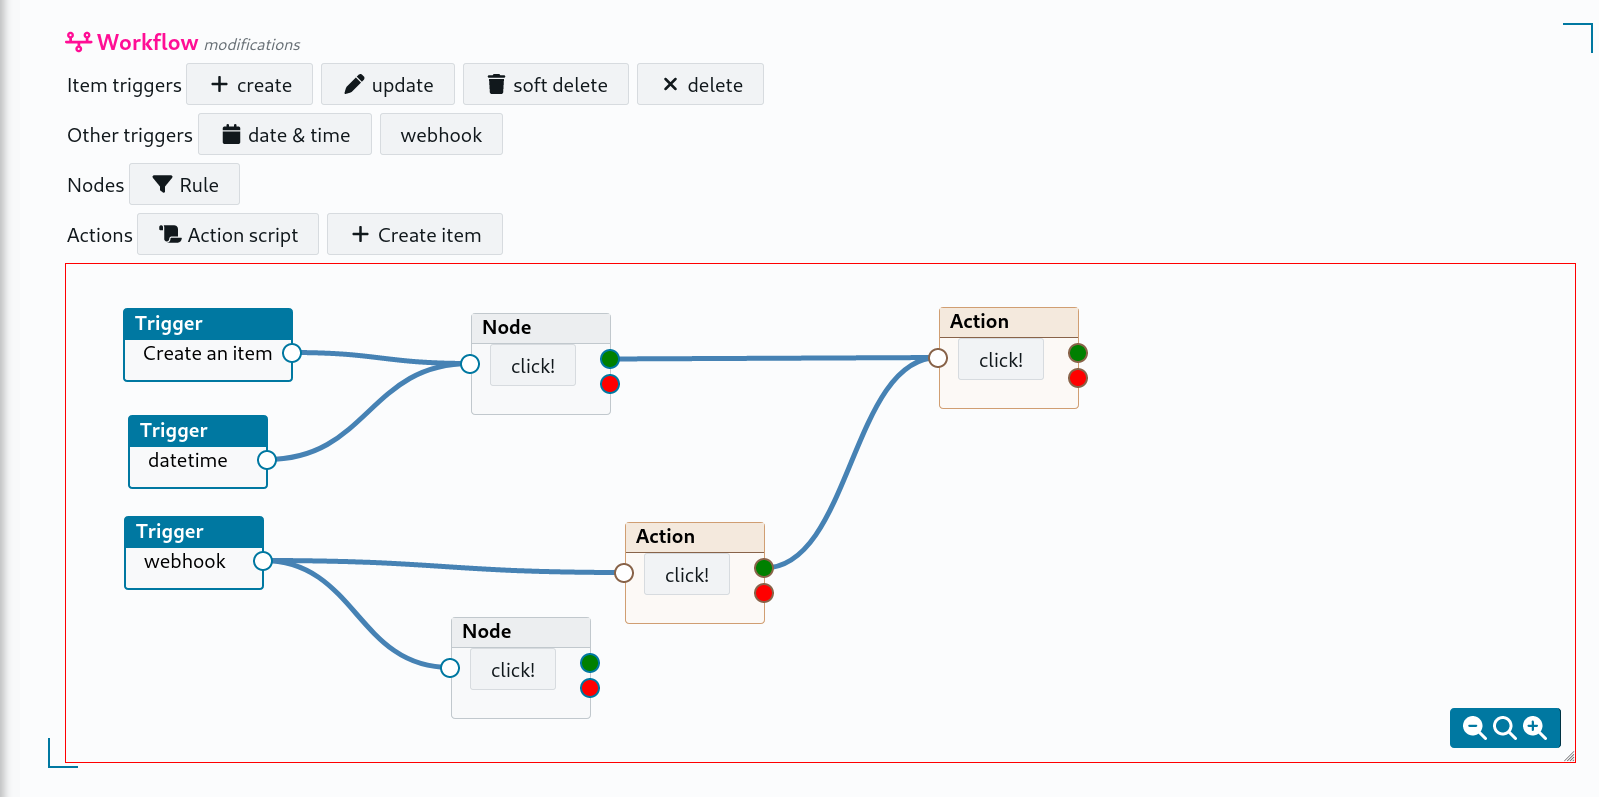 Workflow modifications
Item triggers create update soft delete delete
Other triggers date & time webhook
Nodes Rule
Actions Action script Create item
Trigger
Create an item
Node
click!
Action
click!
Trigger
datetime
Trigger
webhook
Action
click!
Node
click!